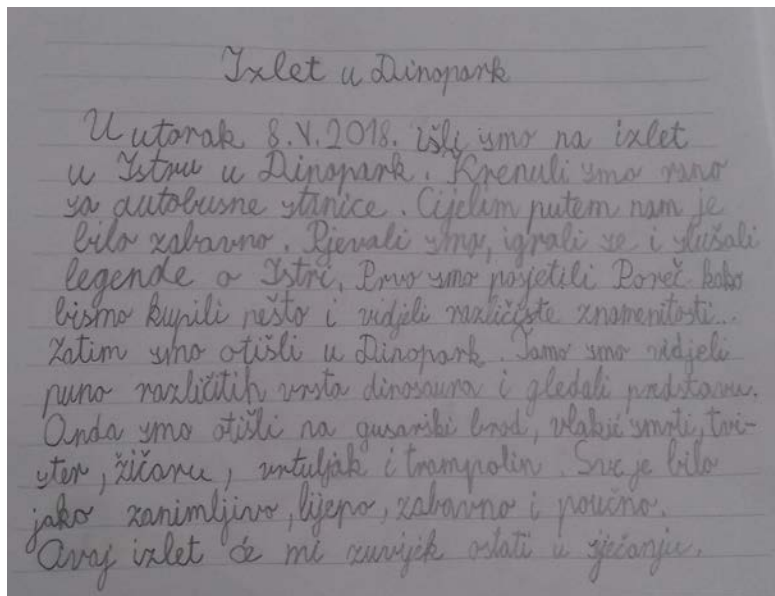 Izlet u Dinopark
U utorak 8.V.2018. išli smo na izlet
u Istru u Dinopark. Krenuli smo rano
sa autobusne stanice. Cijelim putem nam je
bilo zabavno. Pjevali smo, igrali se i slušali
legende o Istri. Prvo smo posjetili Poreč kako
bismo kupili nešto i vidjeli različite znamenitosti...
Zatim smo otišli u Dinopark. Tamo smo vidjeli
puno različitih vrsta dinosaura i gledali predstavu.
Onda smo otišli na gusarski brod, vlakić smrti, tvi-
ster, žičaru, vrtuljak i trampolin. Sve je bilo
jako zanimljivo, lijepo, zabavno i poučno.
Ovaj izlet će mi zuvijek ostati u sjećanju.